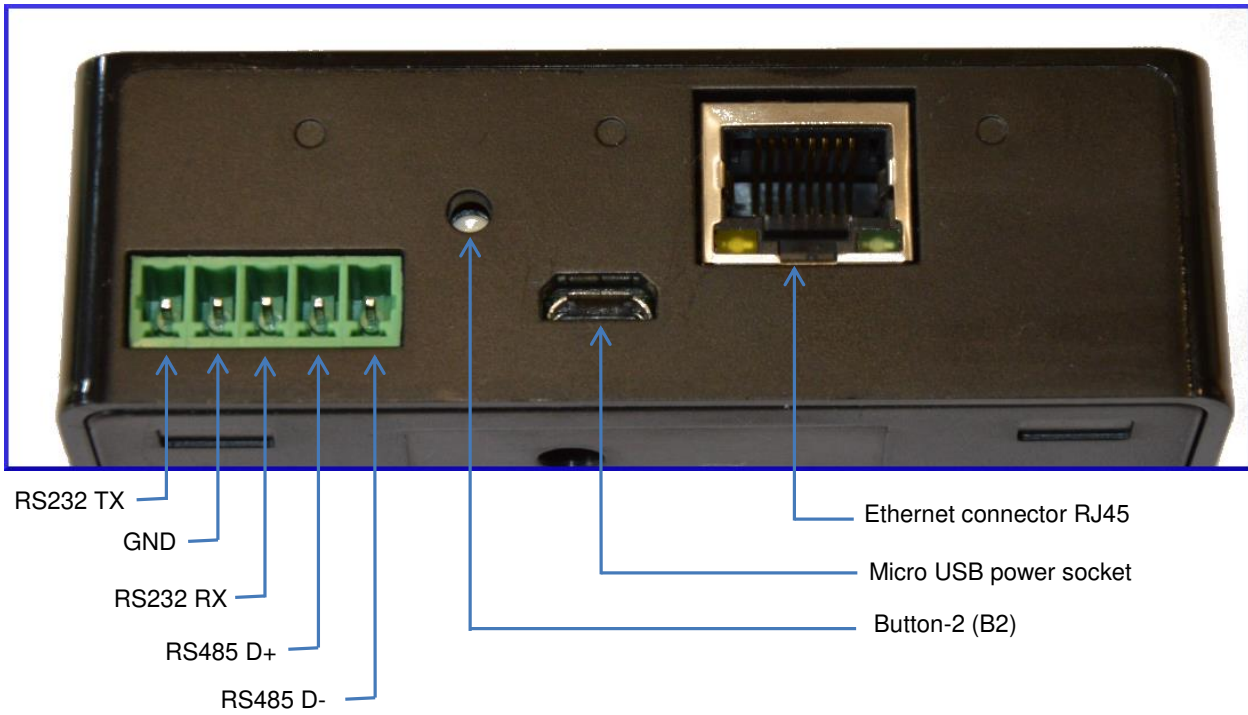 RS232 TX
GND
RS232 RX
RS485 D+
RS485 D-
Ethernet connector RJ45
Micro USB power socket
Button-2 (B2)